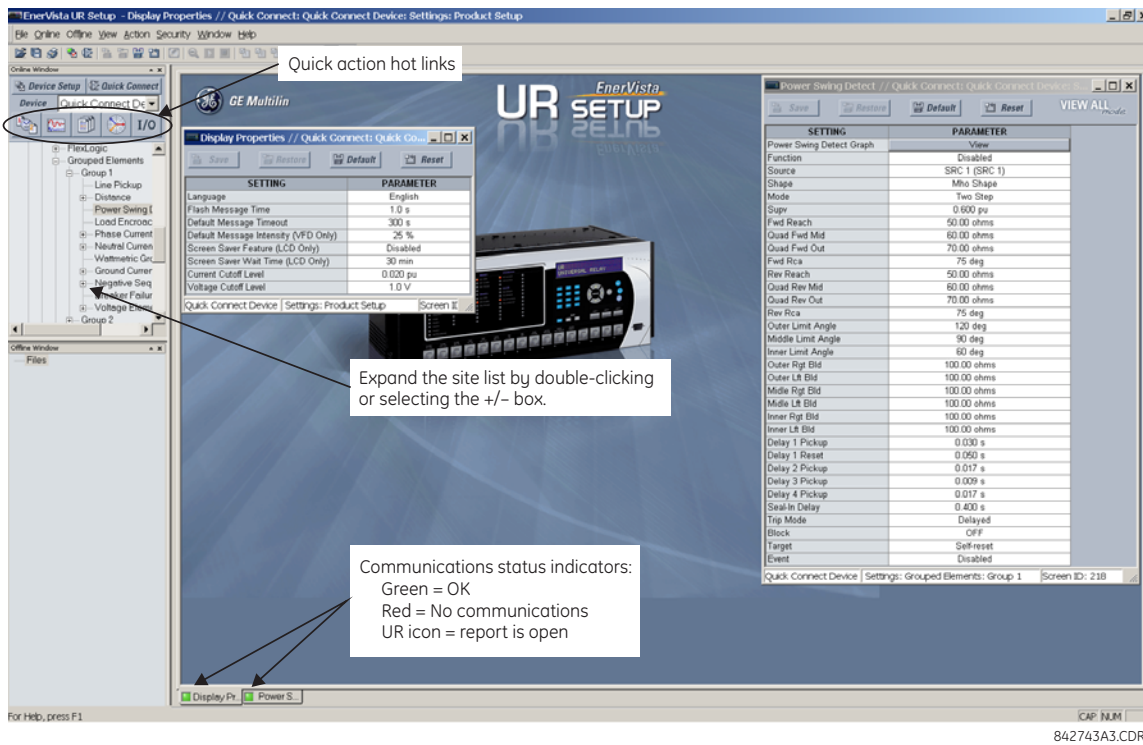 EnerVista UR Setup - Display Properties // Quick Connect: Quick Connect Device: Settings: Product Setup
File Online Offline View Action Security Window Help
Online Window
Device Setup Quick Connect
Device Quick Connect De
I/O
FlexLogic
Grouped Elements
Group 1
Line Pickup
Distance
Power Swing
Load Encroac
Phase Current
Neutral Curren
Wattmetric
Ground Curren
Negative Seq
Breaker Failur
Voltage
Group 2
Offline Window
Files
Quick action hot links
GE Multilin
EnerVista
UR SETUP
Display Properties // Quick Connect: Quick Co...
Save Restore Default Reset
SETTING PARAMETER
Language English
Flash Message Time 1.0 s
Default Message Timeout 300 s
Default Message Intensity (VFD Only) 25 %
Screen Saver Feature (LCD Only) Disabled
Screen Saver Wait Time (LCD Only) 30 min
Current Cutoff Level 0.020 pu
Voltage Cutoff Level 1.0 V
Quick Connect Device Settings: Product Setup Screen
UR
UNIVERSAL RELAY
Expand the site list by double-clicking
or selecting the +/– box.
Communications status indicators:
Green = OK
Red = No communications
UR icon = report is open
Power Swing Detect // Quick Connect: Quick Connect Device:
Save Restore Default Reset VIEW ALL mode
SETTING PARAMETER
Power Swing Detect Graph View
Function Disabled
Source SRC 1 (SRC 1)
Shape Mho Shape
Mode Two Step
Supv 0.600 pu
Fwd Reach 50.00 ohms
Quad Fwd Mid 60.00 ohms
Quad Fwd Out 70.00 ohms
Fwd Rca 75 deg
Rev Reach 50.00 ohms
Quad Rev Mid 60.00 ohms
Quad Rev Out 70.00 ohms
Rev Rca 75 deg
Outer Limit Angle 120 deg
Middle Limit Angle 90 deg
Inner Limit Angle 60 deg
Outer Rgt Bld 100.00 ohms
Outer Lft Bld 100.00 ohms
Midle Rgt Bld 100.00 ohms
Midle Lft Bld 100.00 ohms
Inner Rgt Bld 100.00 ohms
Inner Lft Bld 100.00 ohms
Delay 1 Pickup 0.030 s
Delay 1 Reset 0.050 s
Delay 2 Pickup 0.017 s
Delay 3 Pickup 0.009 s
Delay 4 Pickup 0.017 s
Seal-In Delay 0.400 s
Trip Mode Delayed
Block OFF
Target Self-reset
Event Disabled
Quick Connect Device Settings: Grouped Elements: Group 1 Screen ID: 218
Display Pr... Power S...
For Help, press F1
CAP NUM
842743A3.CDR